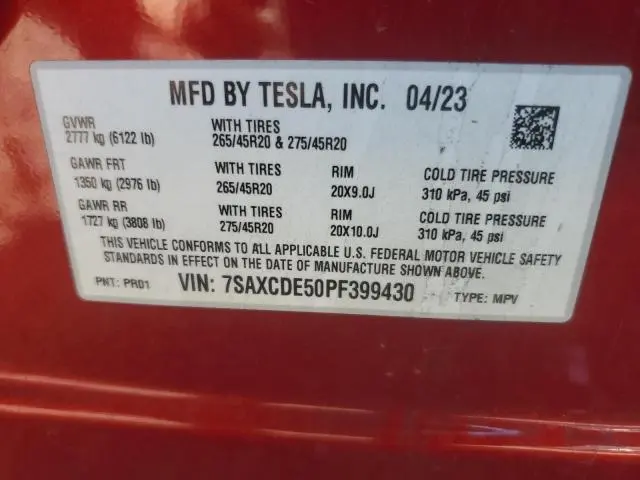 MFD BY TESLA, INC. 04/23
GVWR WITH TIRES
2777 kg (6122 lb) 265/45R20 & 275/45R20
GAWR FRT WITH TIRES RIM COLD TIRE PRESSURE
1350 kg (2976 lb) 265/45R20 20X9.0J 310 kPa, 45 psi
GAWR RR WITH TIRES RIM COLD TIRE PRESSURE
1727 kg (3808 lb) 275/45R20 20X10.0J 310 kPa, 45 psi
THIS VEHICLE CONFORMS TO ALL APPLICABLE U.S. FEDERAL MOTOR VEHICLE SAFETY
STANDARDS IN EFFECT ON THE DATE OF MANUFACTURE SHOWN ABOVE.
PNT: PR01 VIN: 7SAXCDE50PF399430 TYPE: MPV